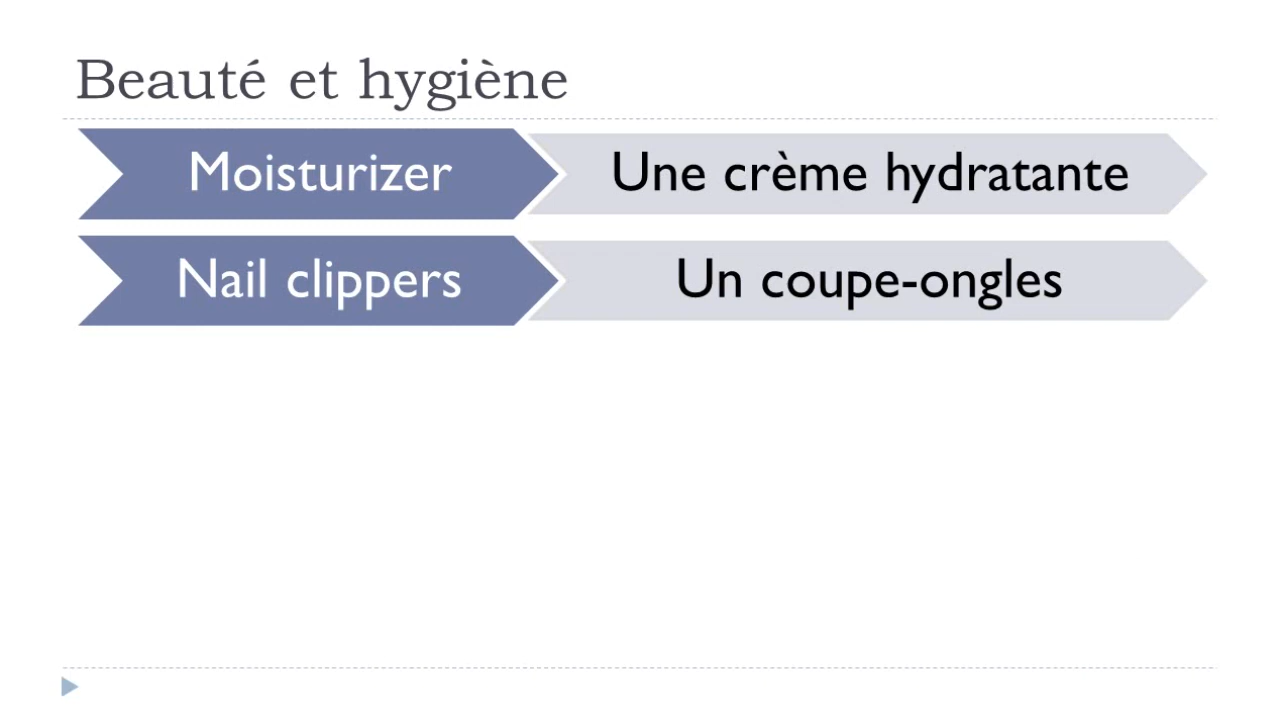 Beauté et hygiène
Moisturizer
Une crème hydratante
Nail clippers
Un coupe-ongles